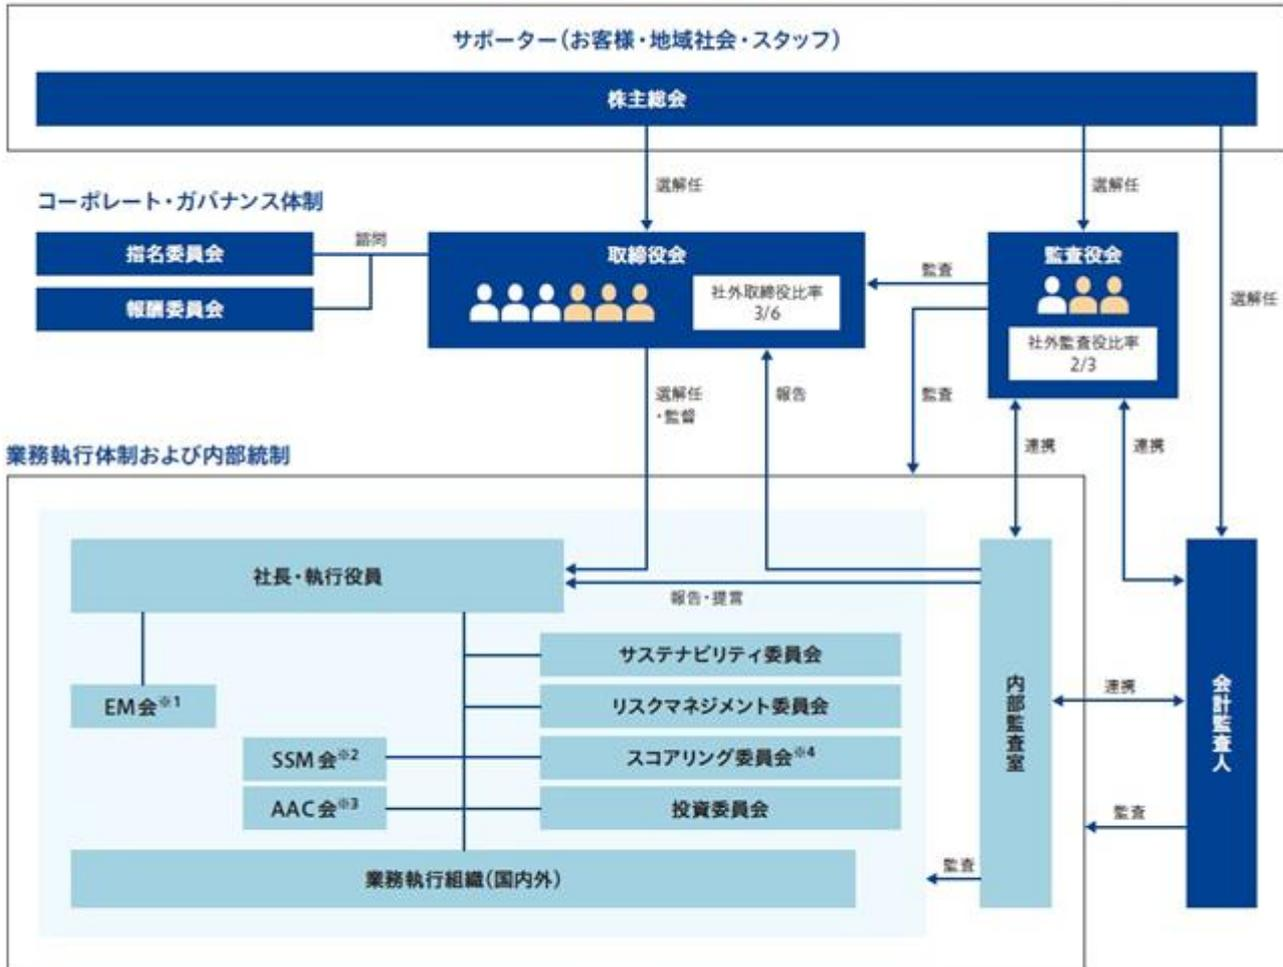 サポーター(お客様・地域社会・スタッフ)
株主総会
選解任
選解任
選解任
コーポレート・ガバナンス体制
指名委員会
諮問
報酬委員会
取締役会
社外取締役比率
3/6
監査
監査役会
社外監査役比率
2/3
選解任
・監督
報告
監査
連携
連携
業務執行体制および内部統制
社長・執行役員
報告・提言
サステナビリティ委員会
EM会※1
リスクマネジメント委員会
SSM会※2
スコアリング委員会※4
AAC会※3
投資委員会
業務執行組織(国内外)
内部監査室
連携
会計監査人
監査
監査